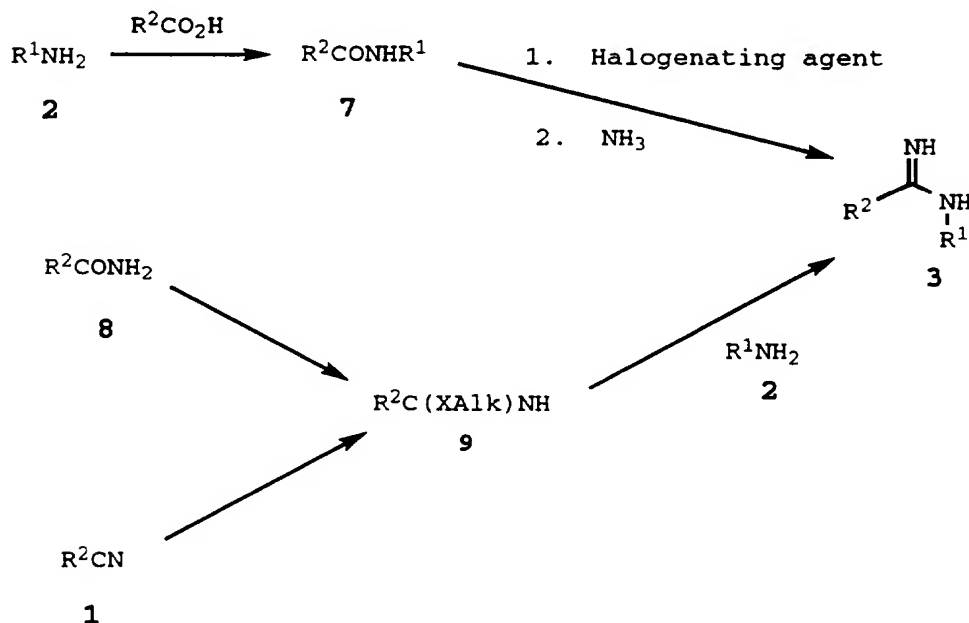 R²CO₂H
R¹NH₂
R²CONHR¹
1. Halogenating agent
2
7
2. NH₃
NH
R²
NH
R¹
3
R²CONH₂
8
R¹NH₂
2
R²C(XAlk)NH
9
R²CN
1